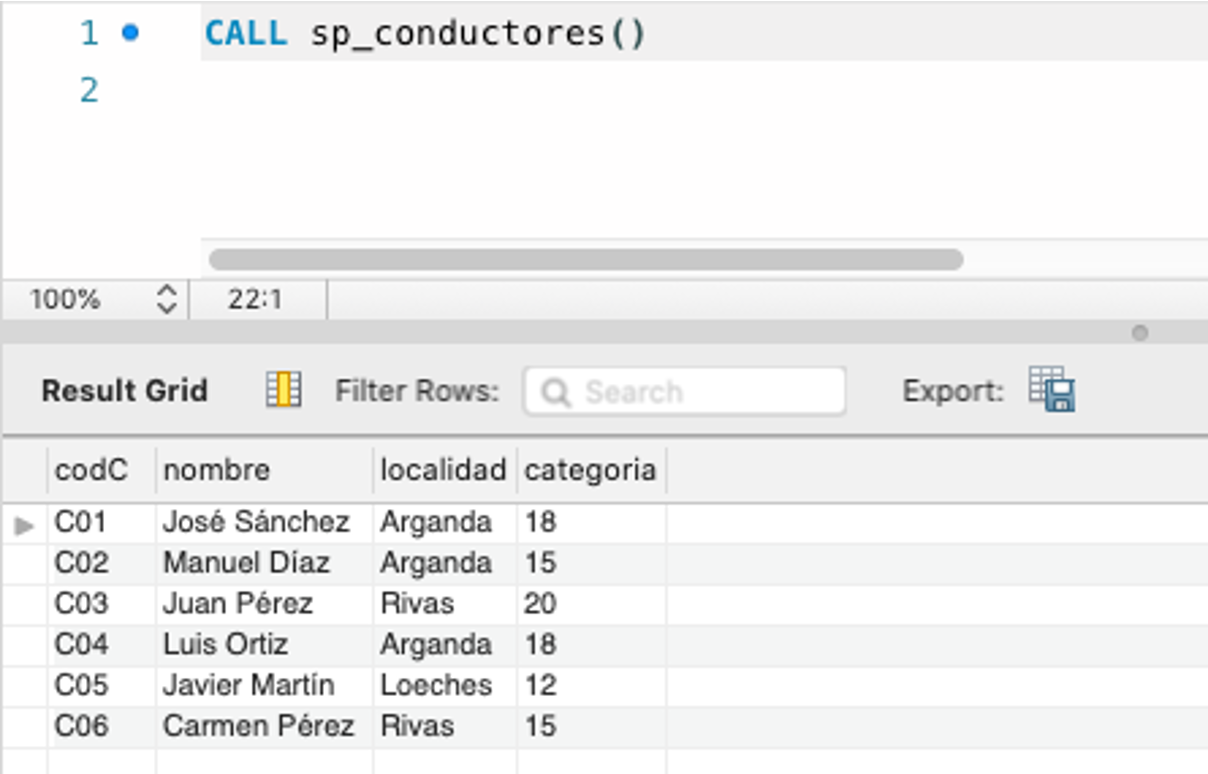 1 CALL sp_conductores()
2
100% 22:1
Result Grid Filter Rows: Search Export:
codC nombre localidad categoria
C01 José Sánchez Arganda 18
C02 Manuel Díaz Arganda 15
C03 Juan Pérez Rivas 20
C04 Luis Ortiz Arganda 18
C05 Javier Martín Loeches 12
C06 Carmen Pérez Rivas 15